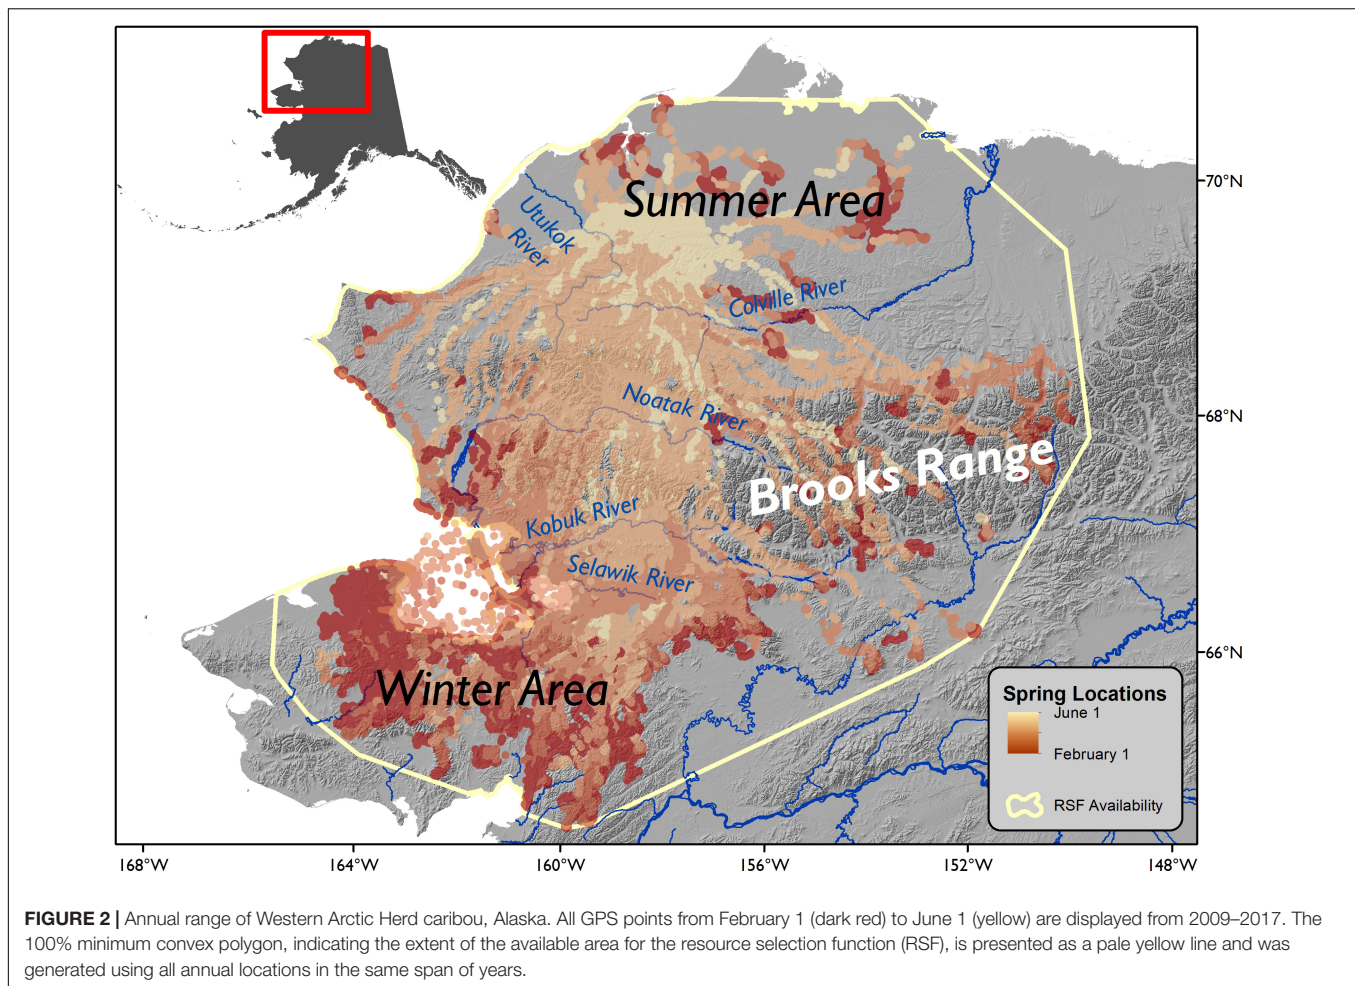 Summer Area
70°N
Utukok
River
Colville River
68°N
Noatak River
Brooks Range
Kobuk River
Selawik River
66°N
Winter Area
Spring Locations
June 1
February 1
RSF Availability
168°W
164°W
160°W
156°W
152°W
148°W
FIGURE 2 | Annual range of Western Arctic Herd caribou, Alaska. All GPS points from February 1 (dark red) to June 1 (yellow) are displayed from 2009–2017. The
100% minimum convex polygon, indicating the extent of the available area for the resource selection function (RSF), is presented as a pale yellow line and was
generated using all annual locations in the same span of years.